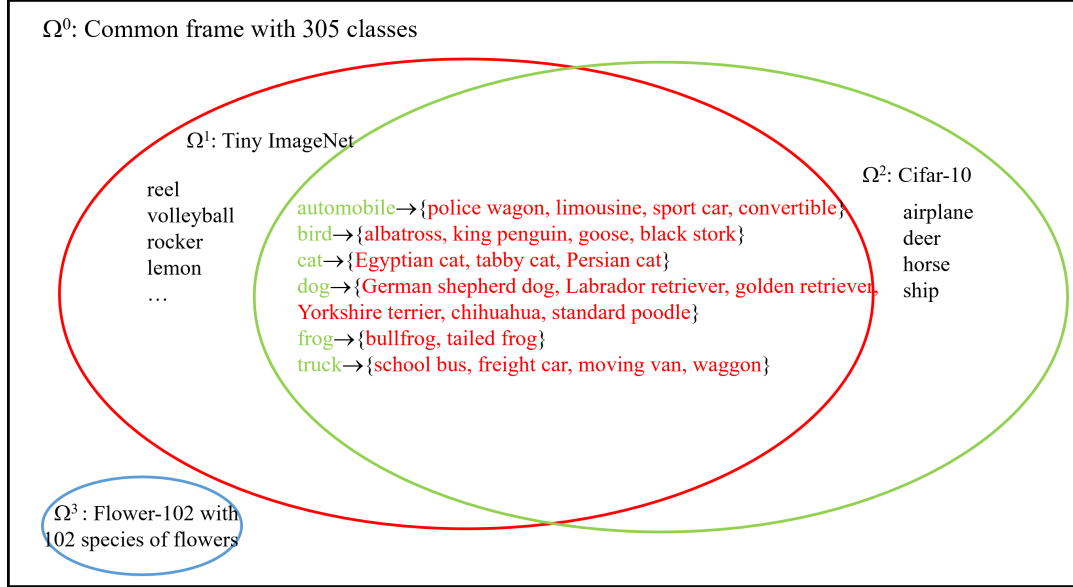 Ω⁰: Common frame with 305 classes
Ω¹: Tiny ImageNet
reel
volleyball
rocker
lemon
…
automobile→{police wagon, limousine, sport car, convertible}
bird→{albatross, king penguin, goose, black stork}
cat→{Egyptian cat, tabby cat, Persian cat}
dog→{German shepherd dog, Labrador retriever, golden retriever,
Yorkshire terrier, chihuahua, standard poodle}
frog→{bullfrog, tailed frog}
truck→{school bus, freight car, moving van, waggon}
Ω²: Cifar-10
airplane
deer
horse
ship
Ω³ : Flower-102 with
102 species of flowers